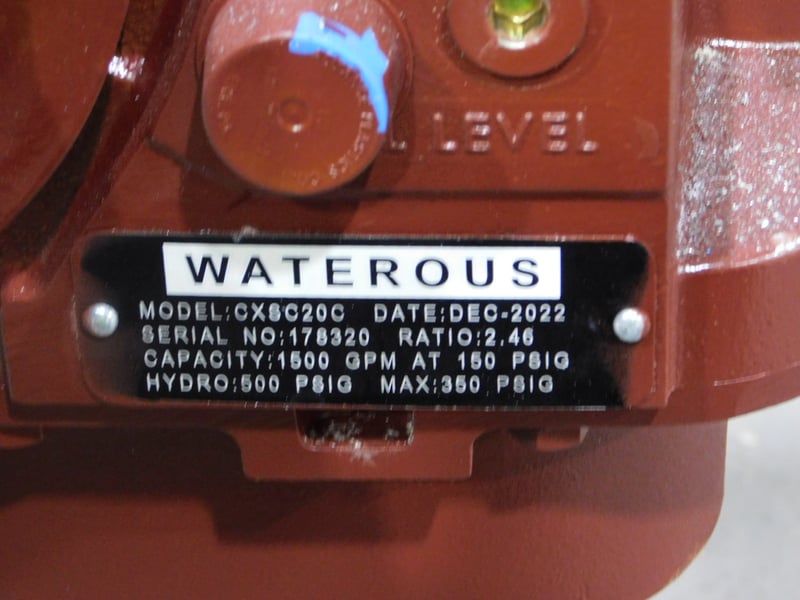 LEVEL
WATEROUS
MODEL:CXSC20C DATE:DEC-2022
SERIAL NO:178320 RATIO:2.46
CAPACITY:1500 GPM AT 150 PSIG
HYDRO:500 PSIG MAX:350 PSIG